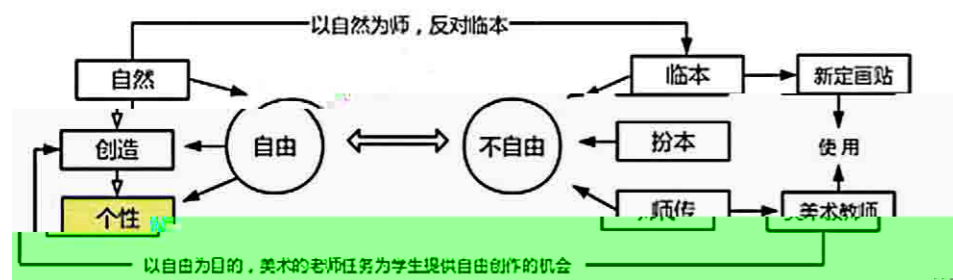 以自然为师，反对临本
自然
临本
新定画贴
创造
自由
不自由
扮本
使用
个性
师传
美术教师
以自由为目的，美术的老师任务为学生提供自由创作的机会